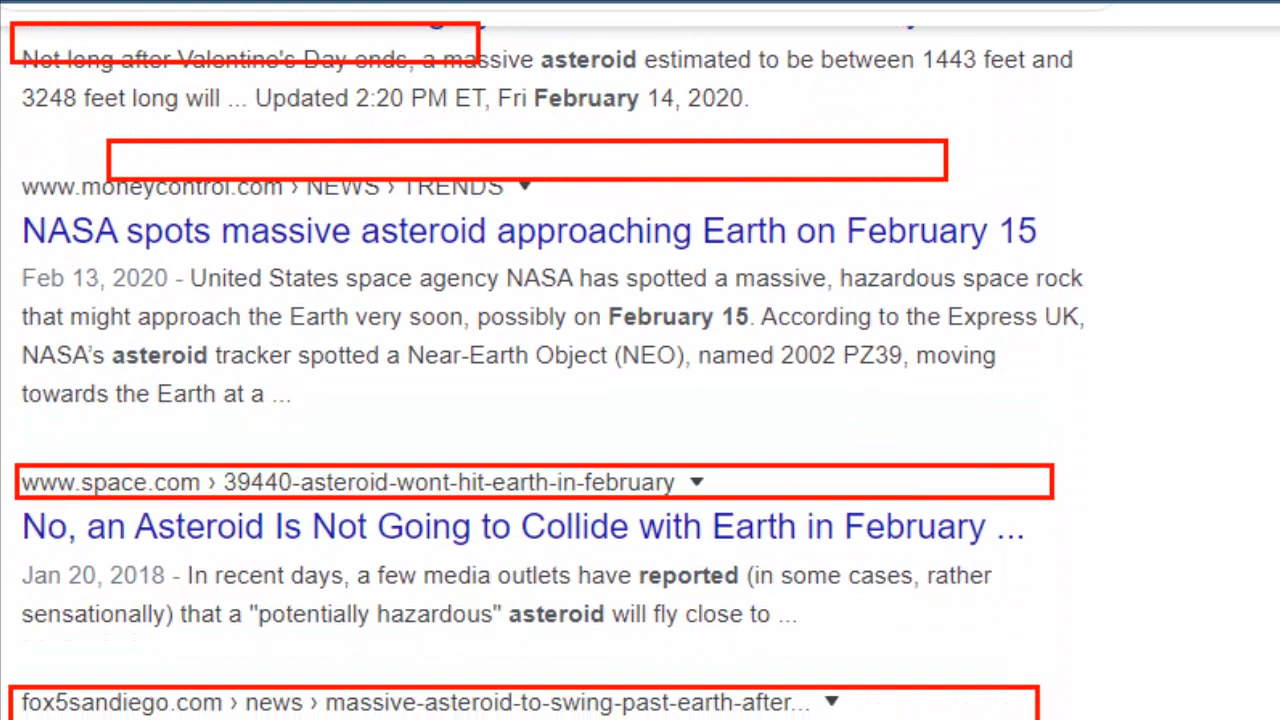 Not long after Valentine's Day ends, a massive asteroid estimated to be between 1443 feet and
3248 feet long will ... Updated 2:20 PM ET, Fri February 14, 2020.
www.moneycontrol.com › NEWS › TRENDS ▼
NASA spots massive asteroid approaching Earth on February 15
Feb 13, 2020 - United States space agency NASA has spotted a massive, hazardous space rock
that might approach the Earth very soon, possibly on February 15. According to the Express UK,
NASA’s asteroid tracker spotted a Near-Earth Object (NEO), named 2002 PZ39, moving
towards the Earth at a ...
www.space.com › 39440-asteroid-wont-hit-earth-in-february ▼
No, an Asteroid Is Not Going to Collide with Earth in February ...
Jan 20, 2018 - In recent days, a few media outlets have reported (in some cases, rather
sensationally) that a "potentially hazardous" asteroid will fly close to ...
fox5sandiego.com › news › massive-asteroid-to-swing-past-earth-after... ▼